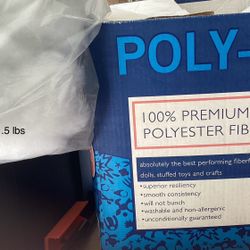 .5 lbs
POLY-
100% PREMIUM
POLYESTER FIB
absolutely the best performing fiberf
dolls, stuffed toys and crafts
•superior resiliency
•smooth consistency
•will not bunch
•washable and non-allergenic
•unconditionally guaranteed